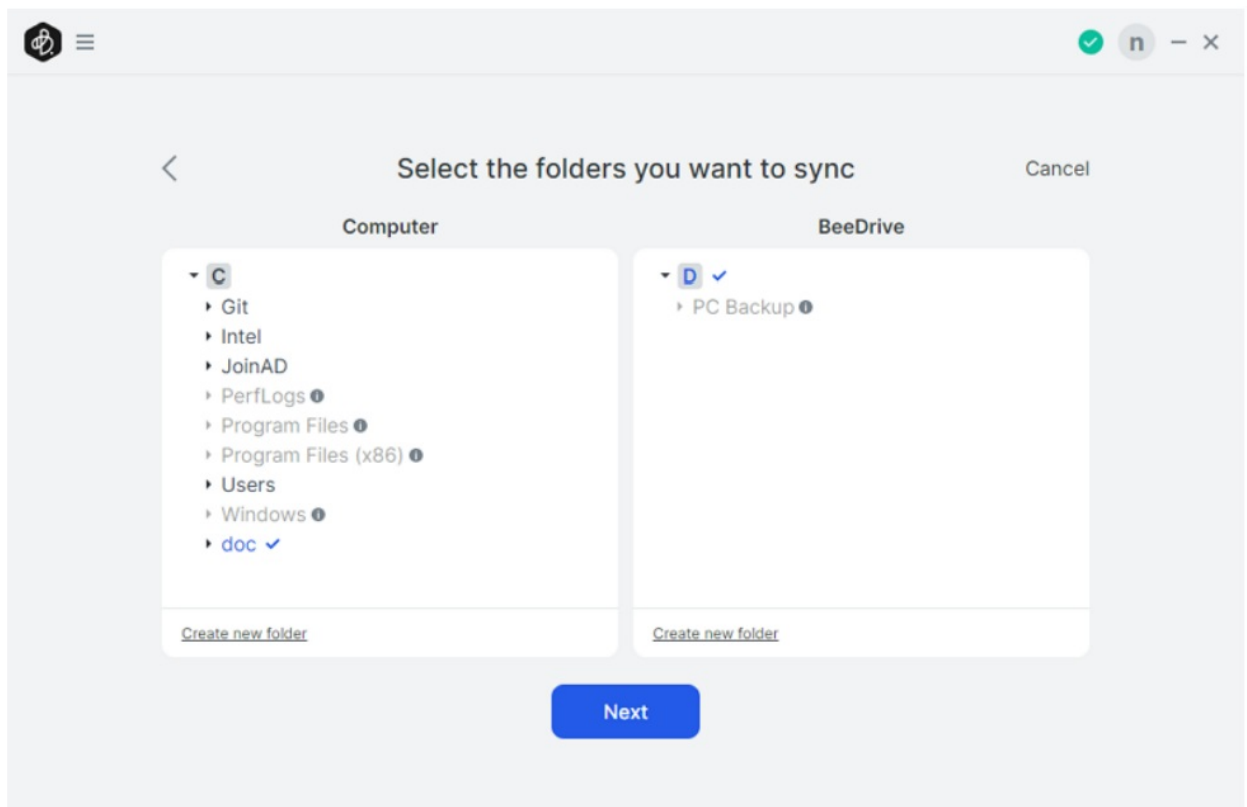 n
Select the folders you want to sync
Cancel
Computer
C
Git
Intel
JoinAD
PerfLogs
Program Files
Program Files (x86)
Users
Windows
doc
Create new folder
BeeDrive
D
PC Backup
Create new folder
Next